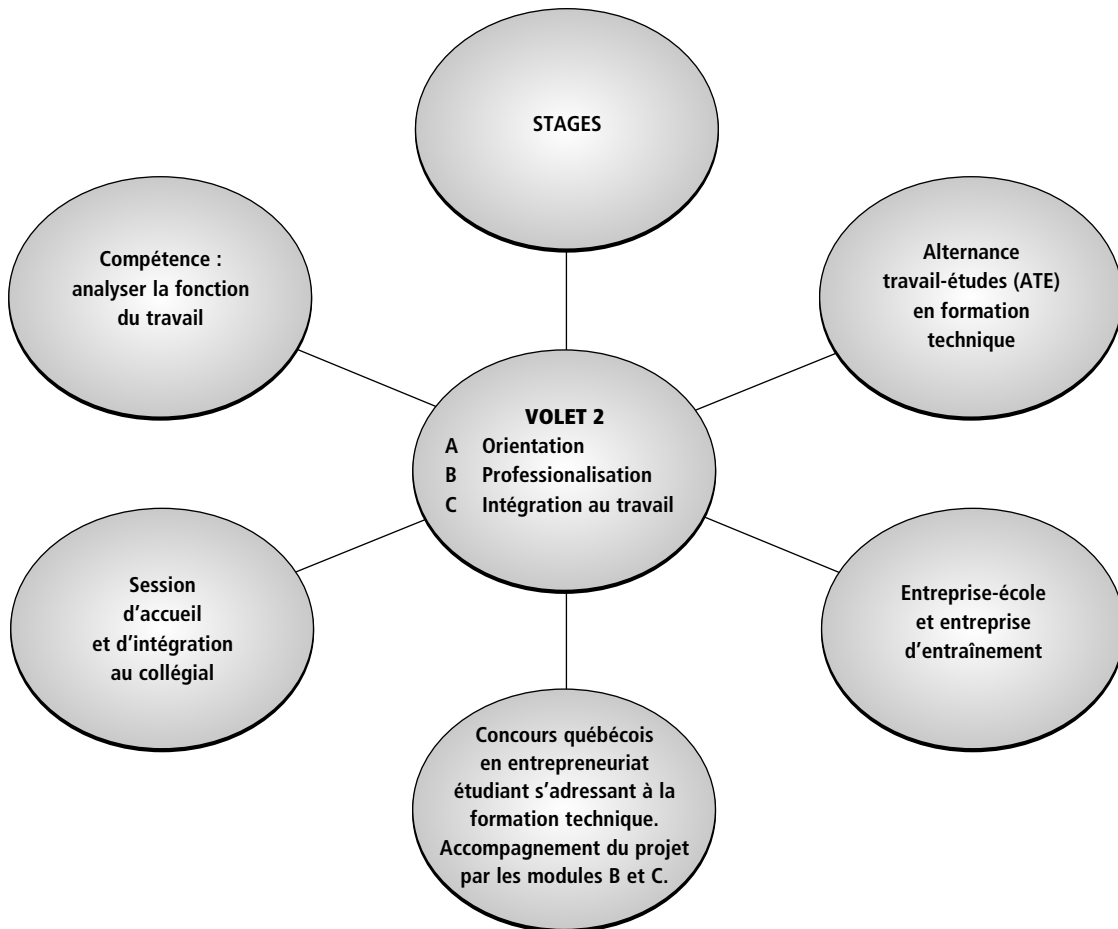 STAGES
Compétence :
analyser la fonction
du travail
Alternance
travail-études (ATE)
en formation
technique
VOLET 2
A Orientation
B Professionalisation
C Intégration au travail
Session
d’accueil
et d’intégration
au collégial
Entreprise-école
et entreprise
d’entraînement
Concours québécois
en entrepreneuriat
étudiant s’adressant à la
formation technique.
Accompagnement du projet
par les modules B et C.